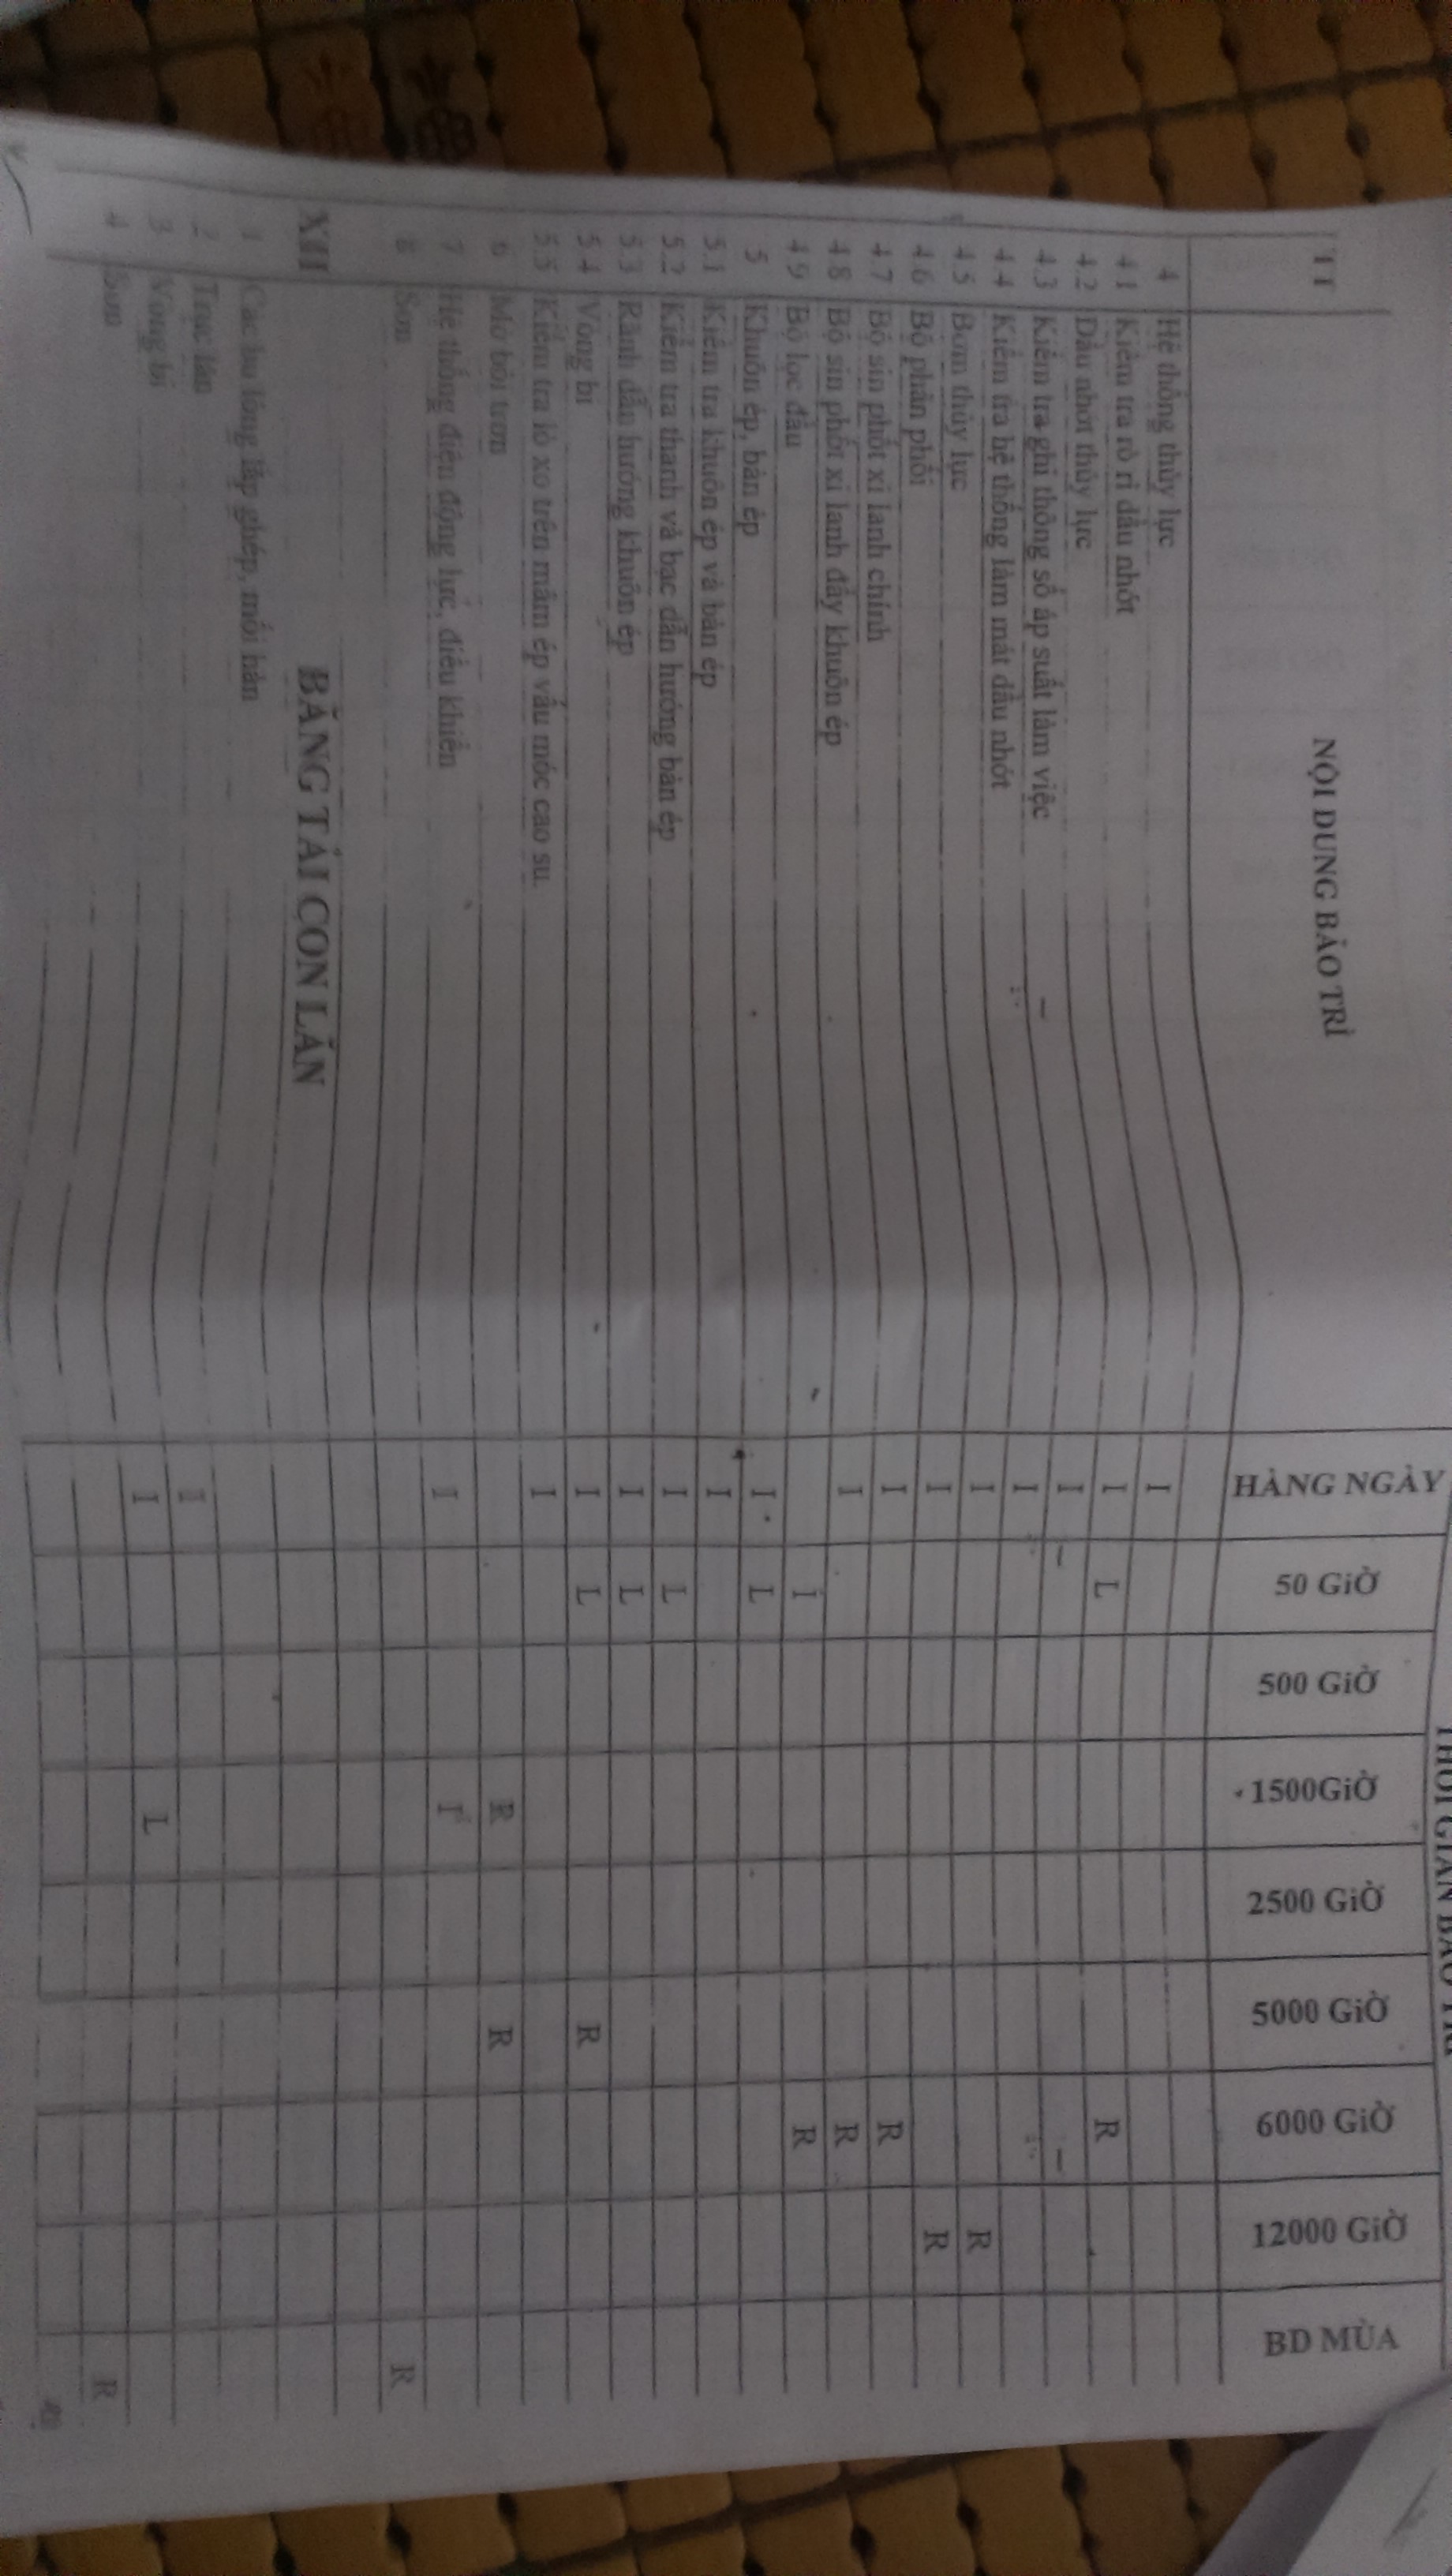 THỜI GIAN BẢO TRÌ
TT NỘI DUNG BẢO TRÌ HÀNG NGÀY 50 GiỜ 500 GiỜ 1500GiỜ 2500 GiỜ 5000 GiỜ 6000 GiỜ 12000 GiỜ BD MÙA
4 Hệ thống thủy lực
4.1 Kiểm tra rò rỉ dầu nhớt I
4.2 Dầu nhớt thủy lực I L R
4.3 Kiểm tra ghi thông số áp suất làm việc I
4.4 Kiểm tra hệ thống làm mát dầu nhớt I
4.5 Bơm thủy lực I R
4.6 Bộ phân phối I R
4.7 Bộ sin phốt xi lanh chính I R
4.8 Bộ sin phốt xi lanh đẩy khuôn ép I R
4.9 Bộ lọc dầu I R
5 Khuôn ép, bàn ép I L
5.1 Kiểm tra khuôn ép và bàn ép I
5.2 Kiểm tra thanh và bạc dẫn hướng bàn ép I L
5.3 Rãnh dẫn hướng khuôn ép I L
5.4 Vòng bi I L R
5.5 Kiểm tra lò xo trên mâm ép vấu móc cao su. I
6 Mỡ bôi trơn R R
7 Hệ thống điện động lực, điều khiển I I
8 Sơn R
XII BĂNG TẢI CON LĂN
1 Các bu lông lắp ghép, mối hàn
2 Trục lăn I
3 Vòng bi I L
4 Sơn R